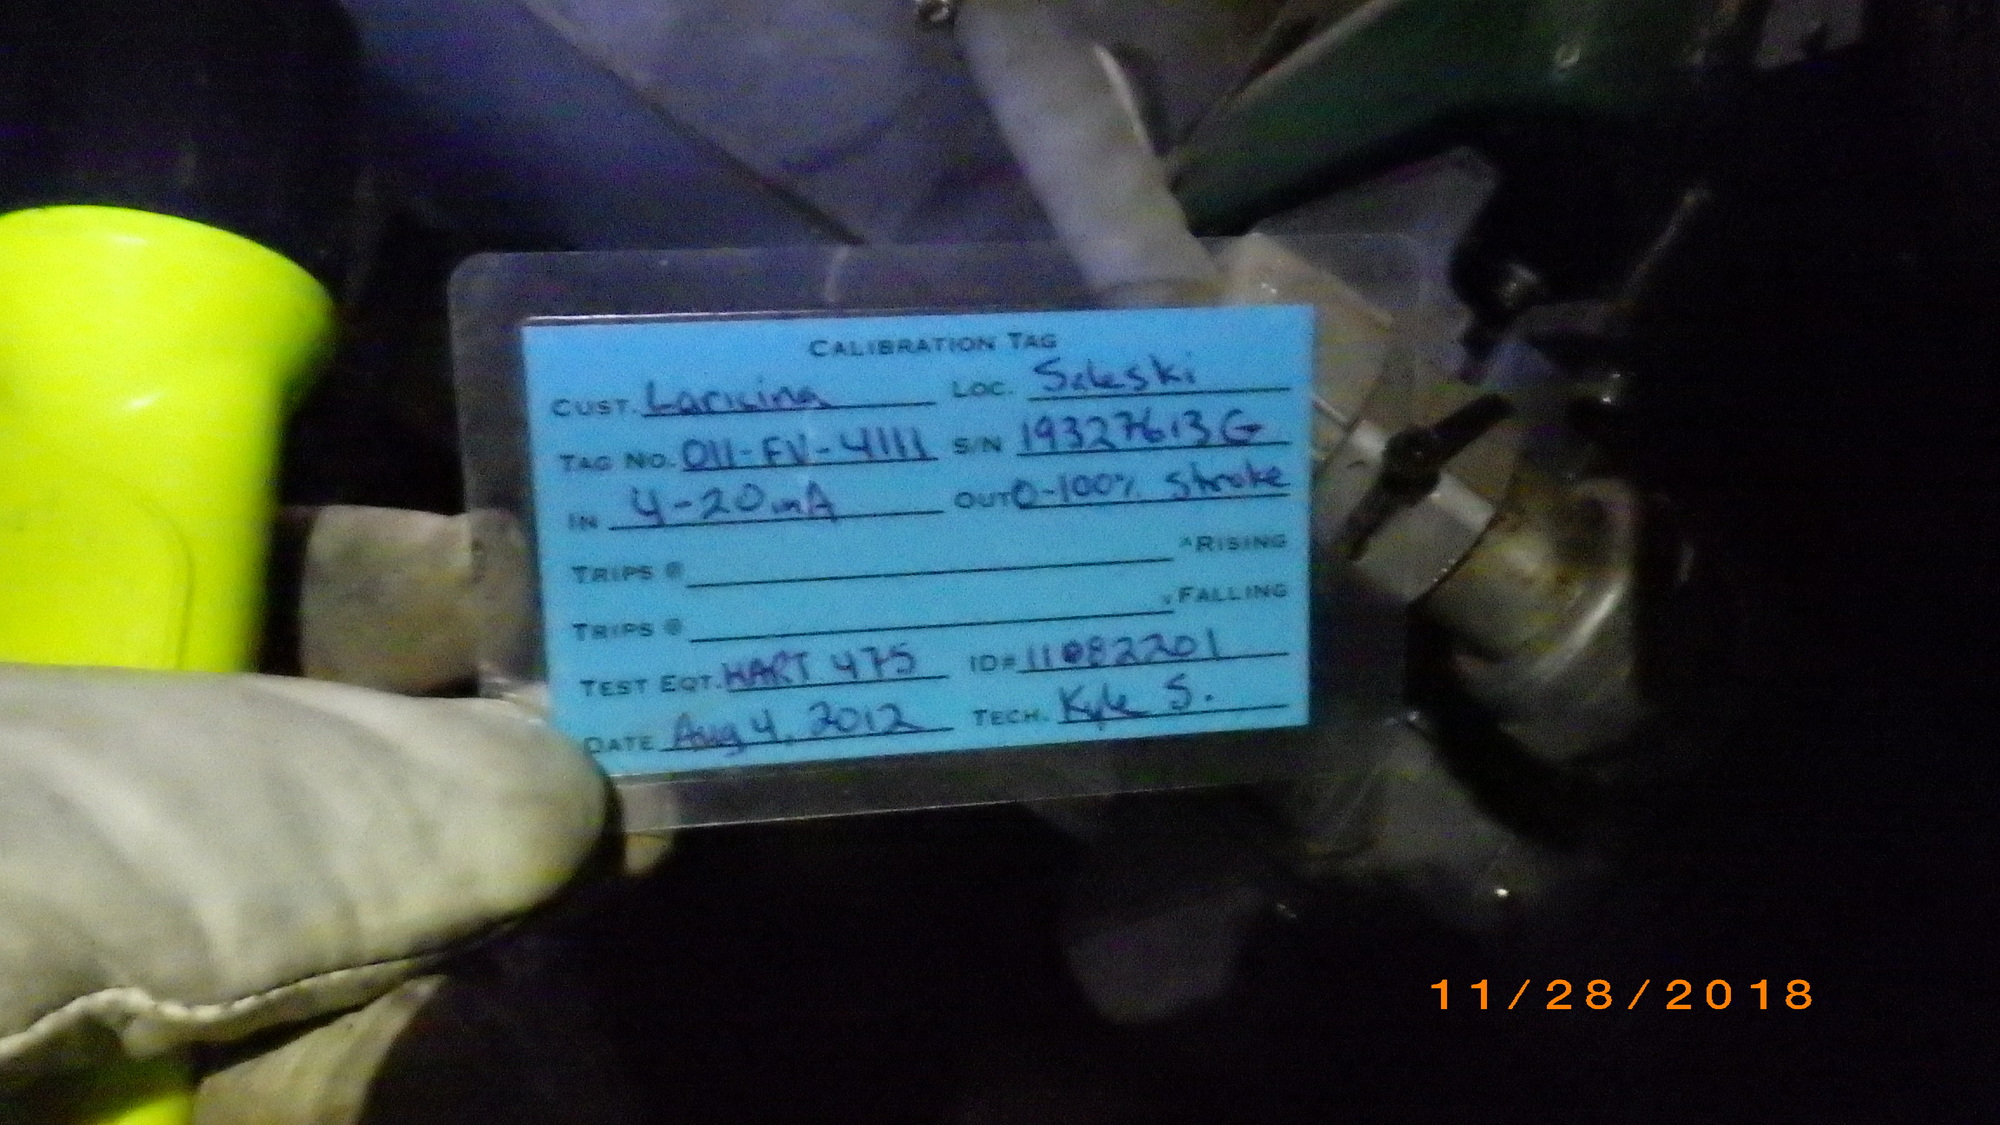 CALIBRATION TAG
CUST. Laricina LOC. Saleski
TAG NO. 011-FV-4111 S/N 19327613G
IN 4-20mA OUT 0-100% Stroke
TRIPS @ ^RISING
TRIPS @ ᵥFALLING
TEST EQT. HART 475 ID# 11082201
DATE Aug 4, 2012 TECH. Kyle S.
11/28/2018